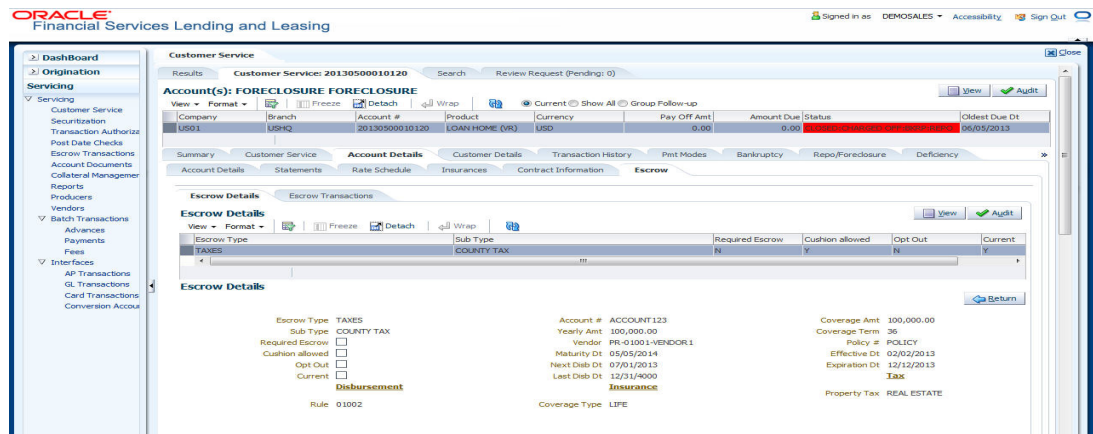 ORACLE
Financial Services Lending and Leasing
Signed in as DEMOSALES Accessibility Sign Out
Close
DashBoard
Origination
Servicing
Servicing
Customer Service
Securitization
Transaction Authoriza
Post Date Checks
Escrow Transactions
Account Documents
Collateral Managemer
Reports
Producers
Vendors
Batch Transactions
Advances
Payments
Fees
Interfaces
AP Transactions
GL Transactions
Card Transactions
Conversion Accou
Customer Service
Results Customer Service: 20130500010120 Search Review Request (Pending: 0)
Account(s): FORECLOSURE FORECLOSURE
View Audit
View Format Freeze Detach Wrap Current Show All Group Follow-up
Company Branch Account # Product Currency Pay Off Amt Amount Due Status Oldest Due Dt
US01 USHQ 20130500010120 LOAN HOME (VR) USD 0.00 0.00 06/05/2013
Summary Customer Service Account Details Customer Details Transaction History Pmt Modes Bankruptcy Repo/Foreclosure Deficiency »
Account Details Statements Rate Schedule Insurances Contract Information Escrow
Escrow Details Escrow Transactions
Escrow Details
View Audit
View Format Freeze Detach Wrap
Escrow Type Sub Type Required Escrow Cushion allowed Opt Out Current
TAXES COUNTY TAX N Y N Y
Escrow Details
Return
Escrow Type TAXES Account # ACCOUNT123 Coverage Amt 100,000.00
Sub Type COUNTY TAX Yearly Amt 100,000.00 Coverage Term 36
Required Escrow Vendor PR-01001-VENDOR1 Policy # POLICY
Cushion allowed Maturity Dt 05/05/2014 Effective Dt 02/02/2013
Opt Out Next Disb Dt 07/01/2013 Expiration Dt 12/12/2013
Current Last Disb Dt 12/31/4000 Tax
Disbursement Insurance
Property Tax REAL ESTATE
Rule 01002 Coverage Type LIFE